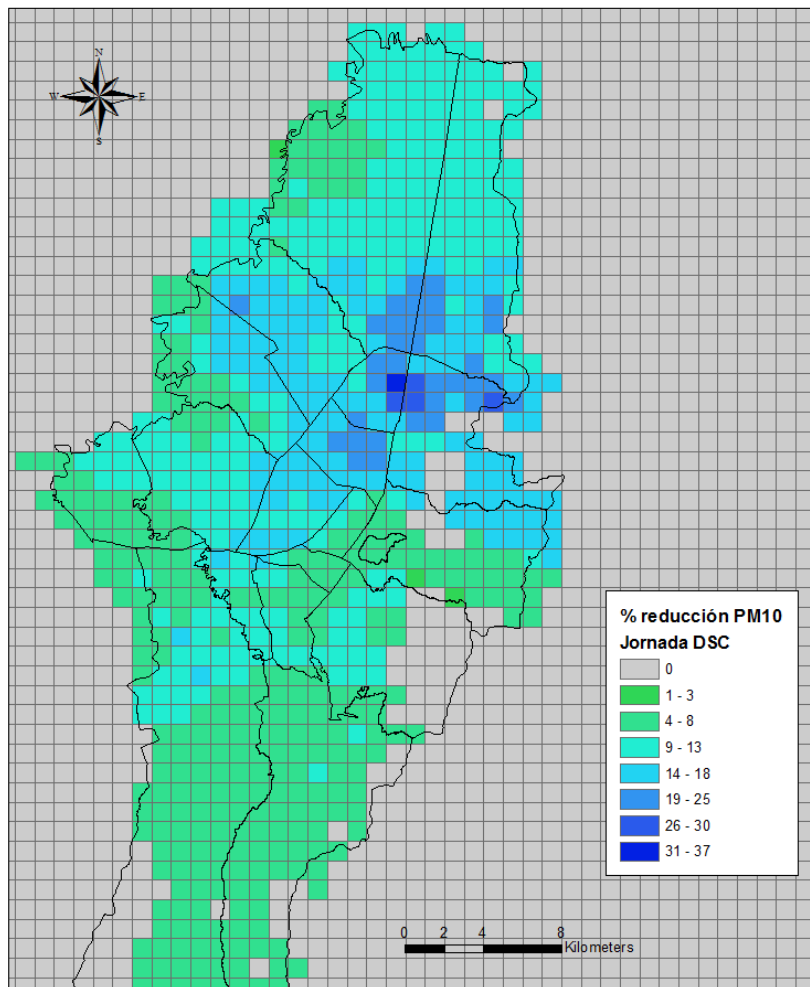 N
W E
S
% reducción PM10
Jornada DSC
0
1 - 3
4 - 8
9 - 13
14 - 18
19 - 25
26 - 30
31 - 37
0 2 4 8
Kilometers